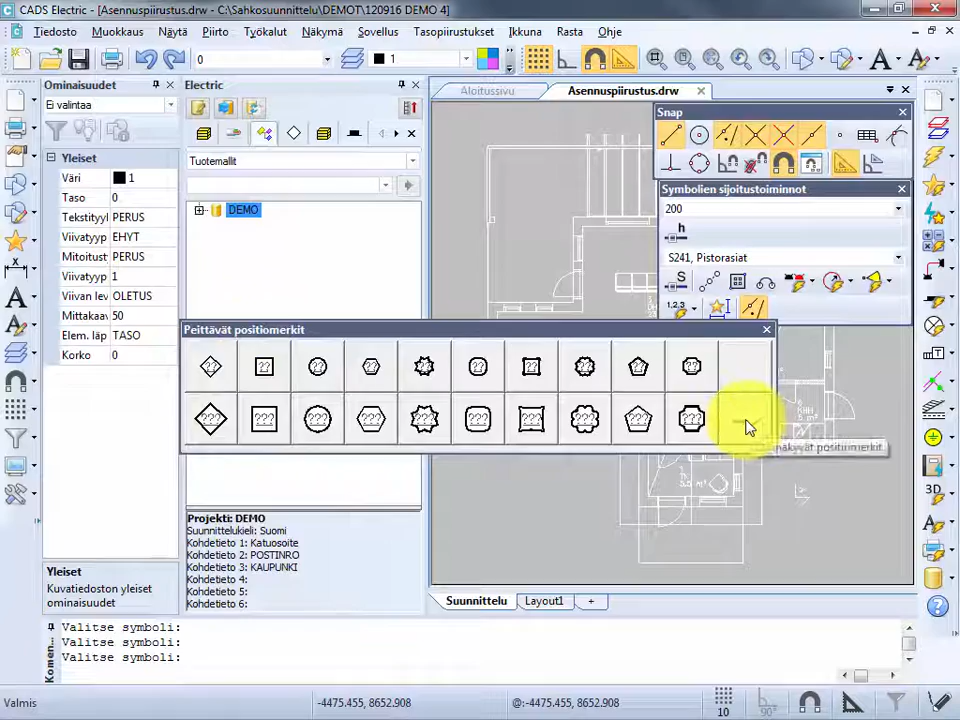 CADS Electric - [Asennuspiirustus.drw - C:\Sahkosuunnittelu\DEMOT\120916 DEMO 4]
Tiedosto Muokkaus Näytä Piirto Työkalut Näkymä Sovellus Tasopiirustus Ikkuna Rasta Ohje
0 1
Ominaisuudet
Ei valintaa
Yleiset
Väri 1
Taso 0
Tekstityyl PERUS
Viivatyyp EHYT
Mitoitust PERUS
Viivatyyp 1
Viivan lev OLETUS
Mittakaav 50
Elem. läp TASO
Korko 0
Yleiset
Kuvatiedoston yleiset
ominaisuudet
Electric
Tuotemallit
DEMO
Projekti: DEMO
Suunnittelukieli: Suomi
Kohdetieto 1: Katuosoite
Kohdetieto 2: POSTINRO
Kohdetieto 3: KAUPUNKI
Kohdetieto 4:
Kohdetieto 5:
Kohdetieto 6:
Aloitussivu Asennuspiirustus.drw
Snap
Symbolien sijoitustoiminnot
200
h
S241, Pistorasiat
S
1,2,3
Peittävät positiomerkit
?? ?? ?? ?? ?? ?? ?? ?? ?? ??
??? ??? ??? ??? ??? ??? ??? ??? ??? ???
näkyvät positiomerkit
3D
Suunnittelu Layout1 +
Komen...
Valitse symboli:
Valitse symboli:
Valitse symboli:
Valmis -4475.455, 8652.908 @:-4475.455, 8652.908 10 90°